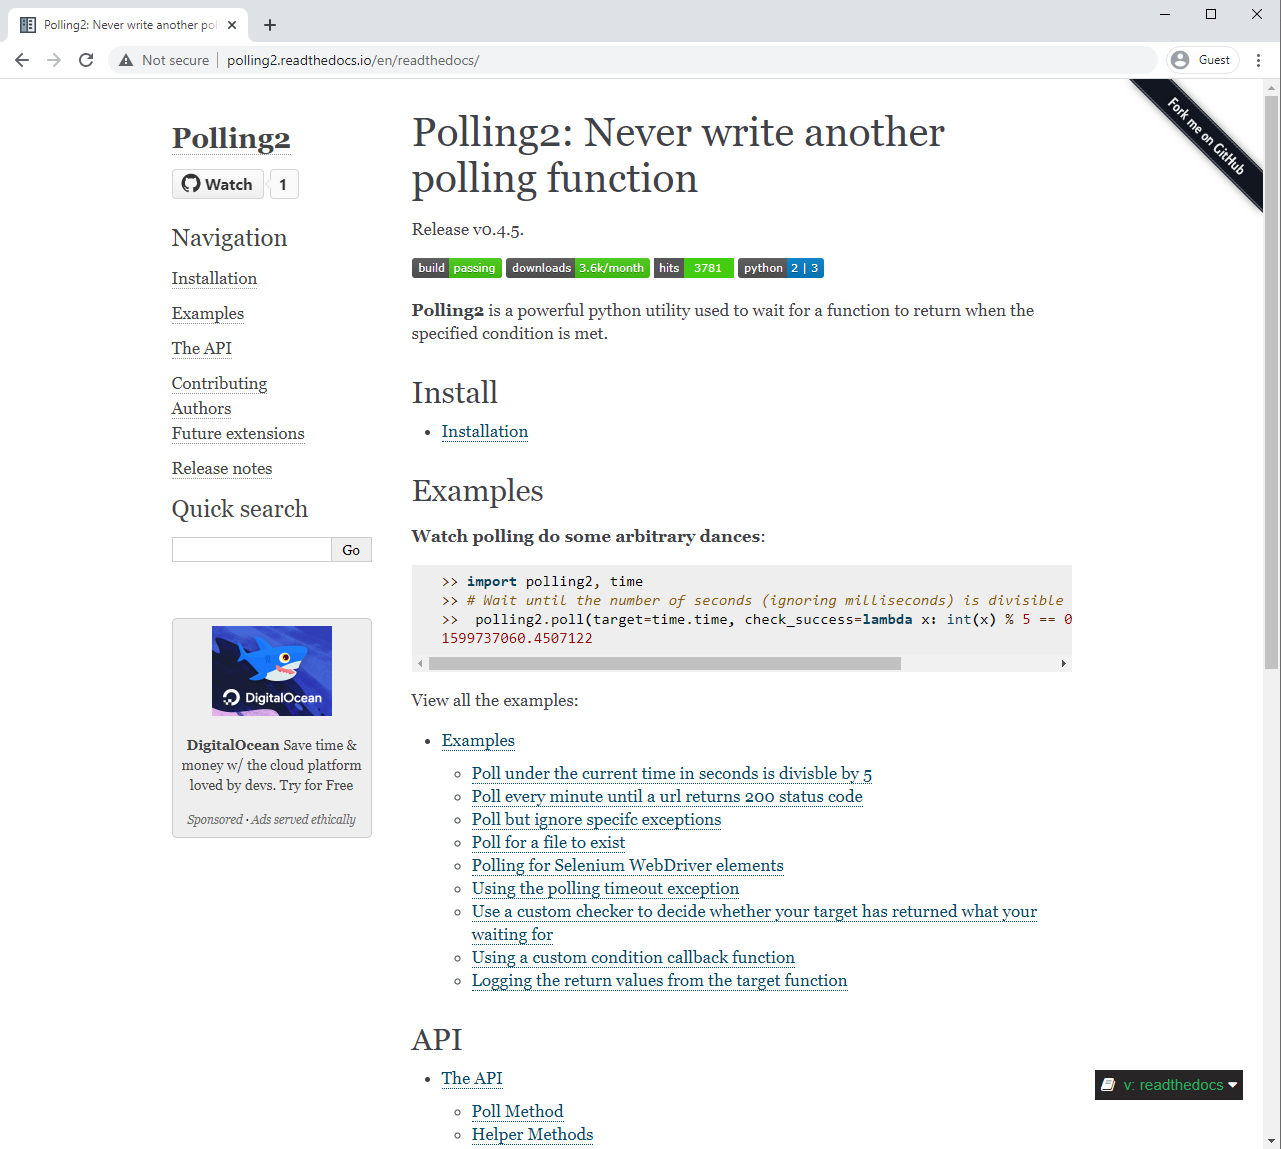 Polling2: Never write another pol
Not secure
polling2.readthedocs.io/en/readthedocs/
Guest
Fork me on GitHub
Polling2
Watch 1
Navigation
Installation
Examples
The API
Contributing
Authors
Future extensions
Release notes
Quick search
Go
DigitalOcean
DigitalOcean Save time &
money w/ the cloud platform
loved by devs. Try for Free
Sponsored · Ads served ethically
Polling2: Never write another
polling function
Release v0.4.5.
build passing downloads 3.6k/month hits 3781 python 2 | 3
Polling2 is a powerful python utility used to wait for a function to return when the
specified condition is met.
Install
Installation
Examples
Watch polling do some arbitrary dances:
>> import polling2, time
>> # Wait until the number of seconds (ignoring milliseconds) is divisible
>>  polling2.poll(target=time.time, check_success=lambda x: int(x) % 5 == 0
1599737060.4507122
View all the examples:
Examples
Poll under the current time in seconds is divisble by 5
Poll every minute until a url returns 200 status code
Poll but ignore specifc exceptions
Poll for a file to exist
Polling for Selenium WebDriver elements
Using the polling timeout exception
Use a custom checker to decide whether your target has returned what your
waiting for
Using a custom condition callback function
Logging the return values from the target function
API
The API
Poll Method
Helper Methods
v: readthedocs